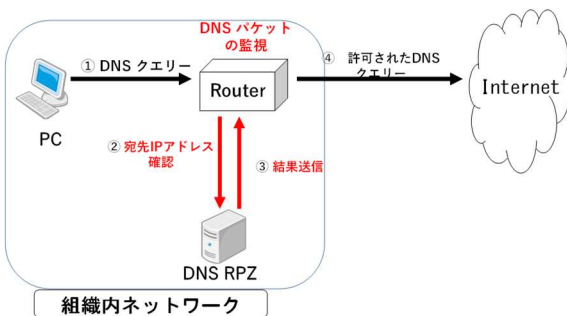 DNS パケット
の監視
① DNS クエリー
④ 許可されたDNS
クエリー
Router
Internet
PC
② 宛先IPアドレス
確認
③ 結果送信
DNS RPZ
組織内ネットワーク